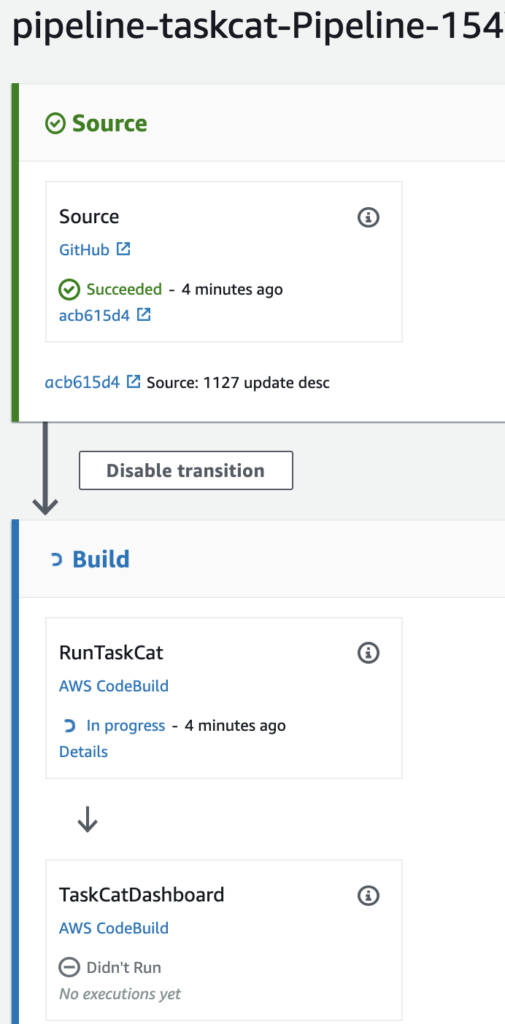 pipeline-taskcat-Pipeline-154
Source
Source
GitHub
Succeeded - 4 minutes ago
acb615d4
acb615d4 Source: 1127 update desc
Disable transition
Build
RunTaskCat
AWS CodeBuild
In progress - 4 minutes ago
Details
TaskCatDashboard
AWS CodeBuild
Didn't Run
No executions yet